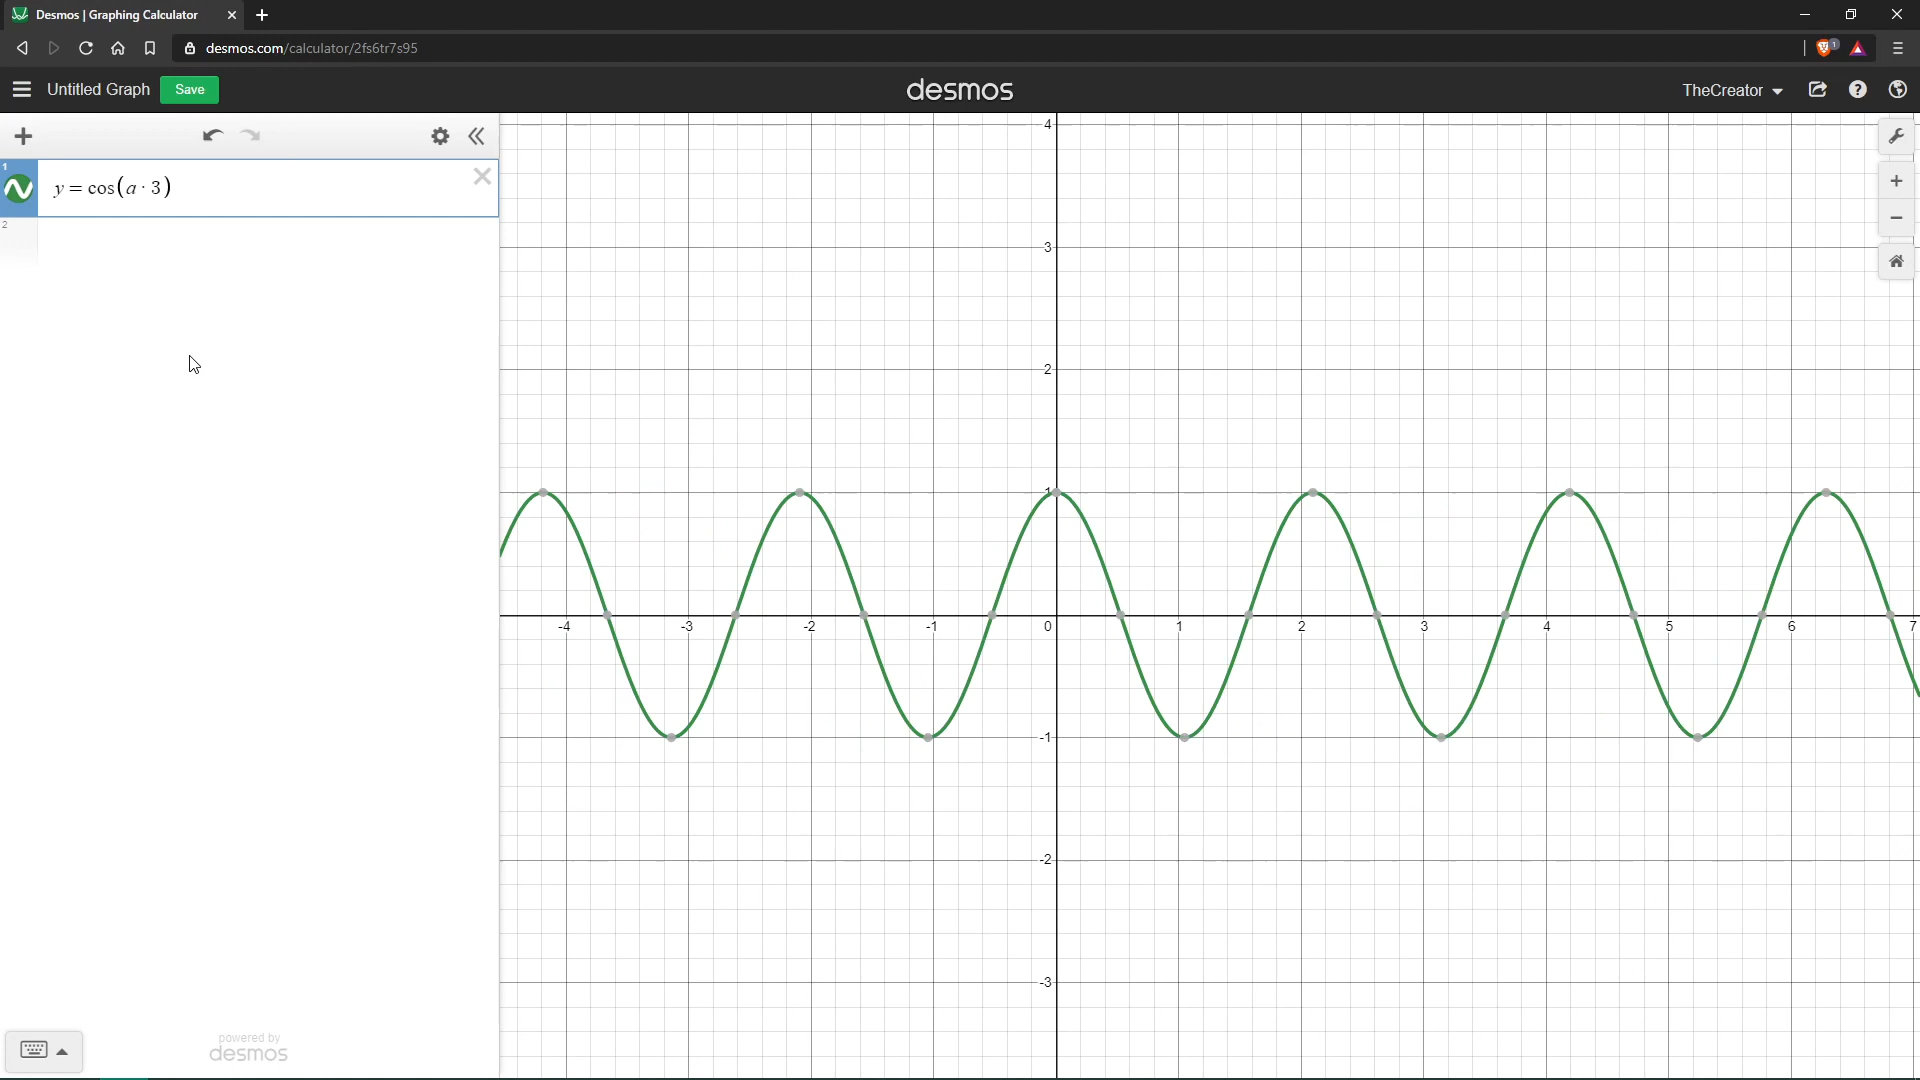 Desmos | Graphing Calculator
desmos.com/calculator/2fs6tr7s95
1
Untitled Graph
Save
desmos
TheCreator
?
1
y = cos(a · 3)
2
4
3
2
1
-4
-3
-2
-1
0
1
2
3
4
5
6
7
-1
-2
-3
powered by
desmos